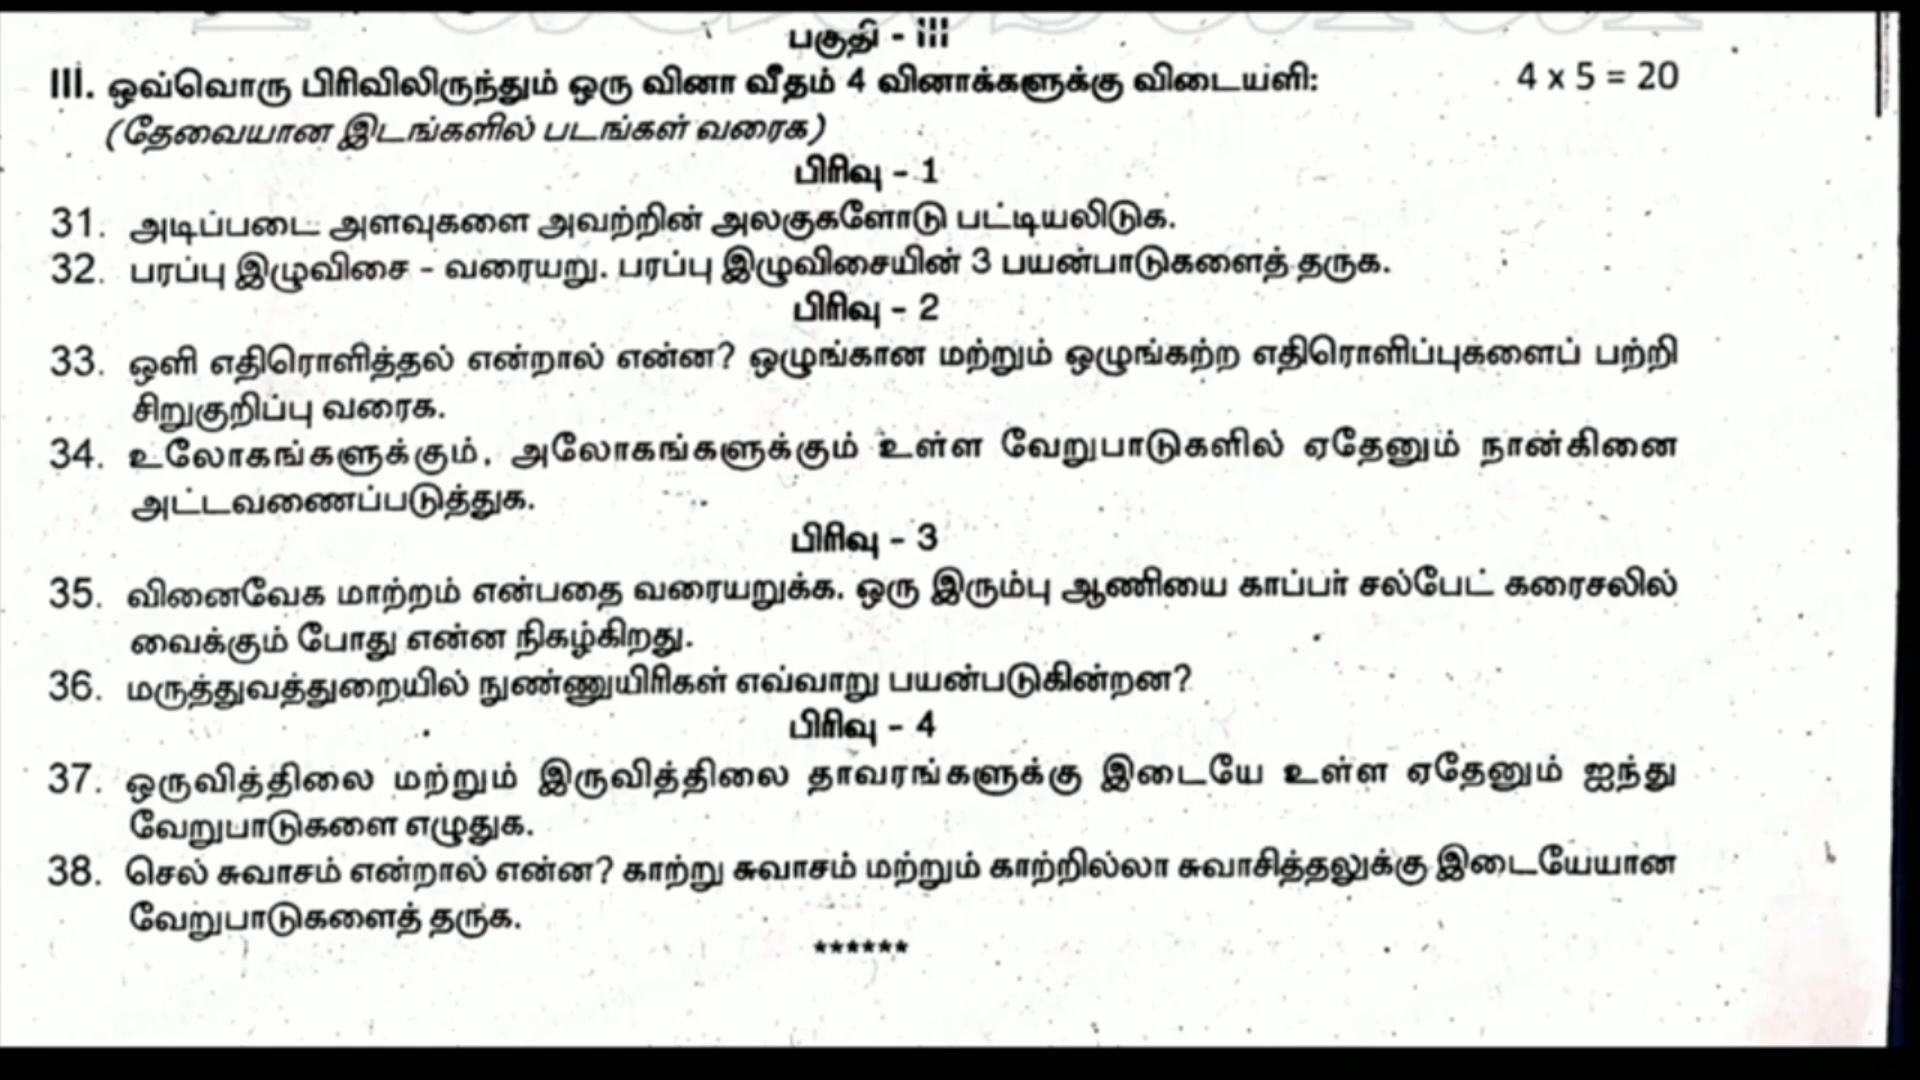 பகுதி - iii
III. ஒவ்வொரு பிரிவிலிருந்தும் ஒரு வினா வீதம் 4 வினாக்களுக்கு விடையளி: 4 x 5 = 20
(தேவையான இடங்களில் படங்கள் வரைக)
பிரிவு - 1
31. அடிப்படை அளவுகளை அவற்றின் அலகுகளோடு பட்டியலிடுக.
32. பரப்பு இழுவிசை - வரையறு. பரப்பு இழுவிசையின் 3 பயன்பாடுகளைத் தருக.
பிரிவு - 2
33. ஒளி எதிரொளித்தல் என்றால் என்ன? ஒழுங்கான மற்றும் ஒழுங்கற்ற எதிரொளிப்புகளைப் பற்றி
சிறுகுறிப்பு வரைக.
34. உலோகங்களுக்கும், அலோகங்களுக்கும் உள்ள வேறுபாடுகளில் ஏதேனும் நான்கினை
அட்டவணைப்படுத்துக.
பிரிவு - 3
35. வினைவேக மாற்றம் என்பதை வரையறுக்க. ஒரு இரும்பு ஆணியை காப்பர் சல்பேட் கரைசலில்
வைக்கும் போது என்ன நிகழ்கிறது.
36. மருத்துவத்துறையில் நுண்ணுயிரிகள் எவ்வாறு பயன்படுகின்றன?
பிரிவு - 4
37. ஒருவித்திலை மற்றும் இருவித்திலை தாவரங்களுக்கு இடையே உள்ள ஏதேனும் ஐந்து
வேறுபாடுகளை எழுதுக.
38. செல் சுவாசம் என்றால் என்ன? காற்று சுவாசம் மற்றும் காற்றில்லா சுவாசித்தலுக்கு இடையேயான
வேறுபாடுகளைத் தருக.
******